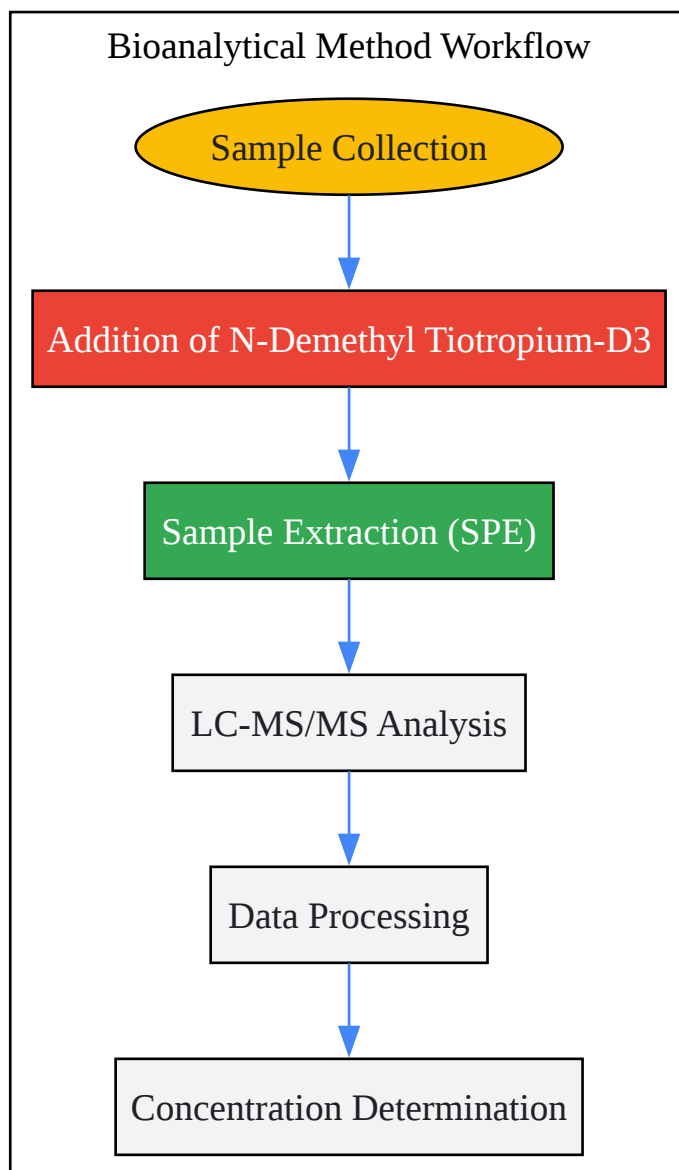 Bioanalytical Method Workflow
Sample Collection
Addition of N-Demethyl Tiotropium-D3
Sample Extraction (SPE)
LC-MS/MS Analysis
Data Processing
Concentration Determination